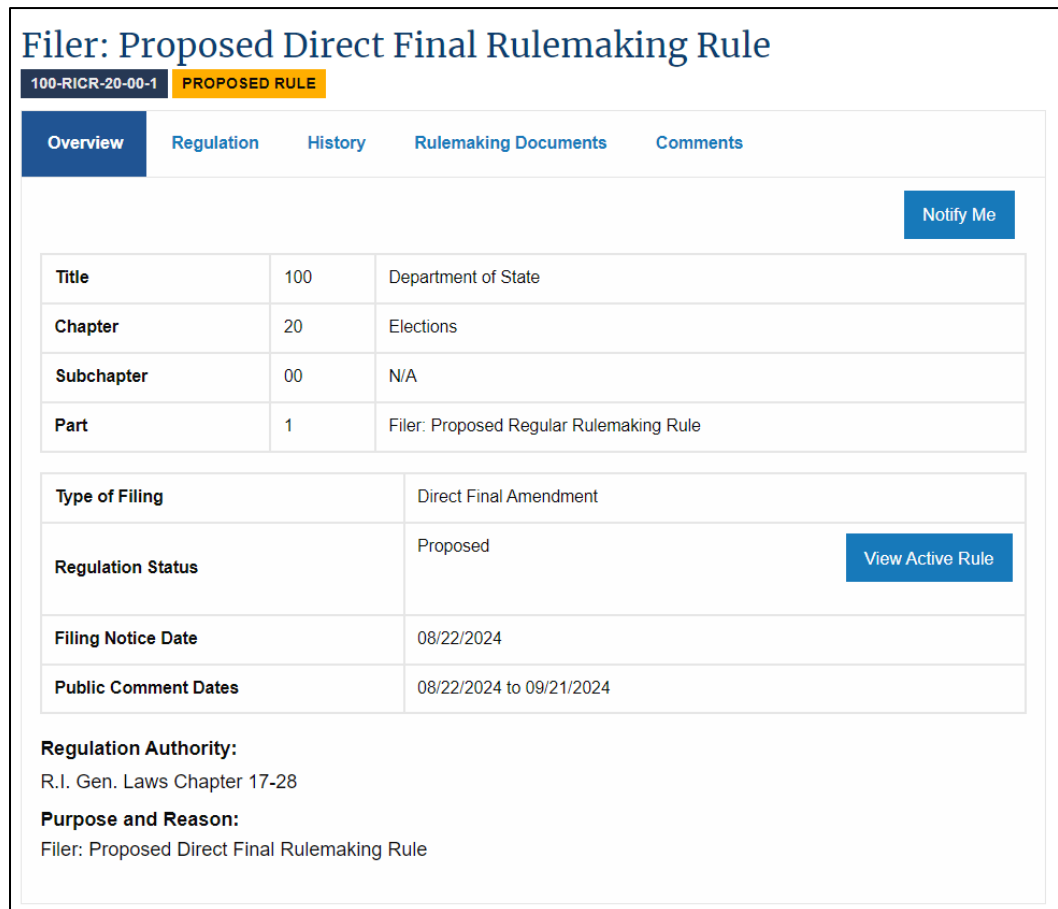 Filer: Proposed Direct Final Rulemaking Rule
100-RICR-20-00-1 PROPOSED RULE
Overview Regulation History Rulemaking Documents Comments
Notify Me
Title 100 Department of State
Chapter 20 Elections
Subchapter 00 N/A
Part 1 Filer: Proposed Regular Rulemaking Rule
Type of Filing Direct Final Amendment
Regulation Status Proposed View Active Rule
Filing Notice Date 08/22/2024
Public Comment Dates 08/22/2024 to 09/21/2024
Regulation Authority:
R.I. Gen. Laws Chapter 17-28
Purpose and Reason:
Filer: Proposed Direct Final Rulemaking Rule